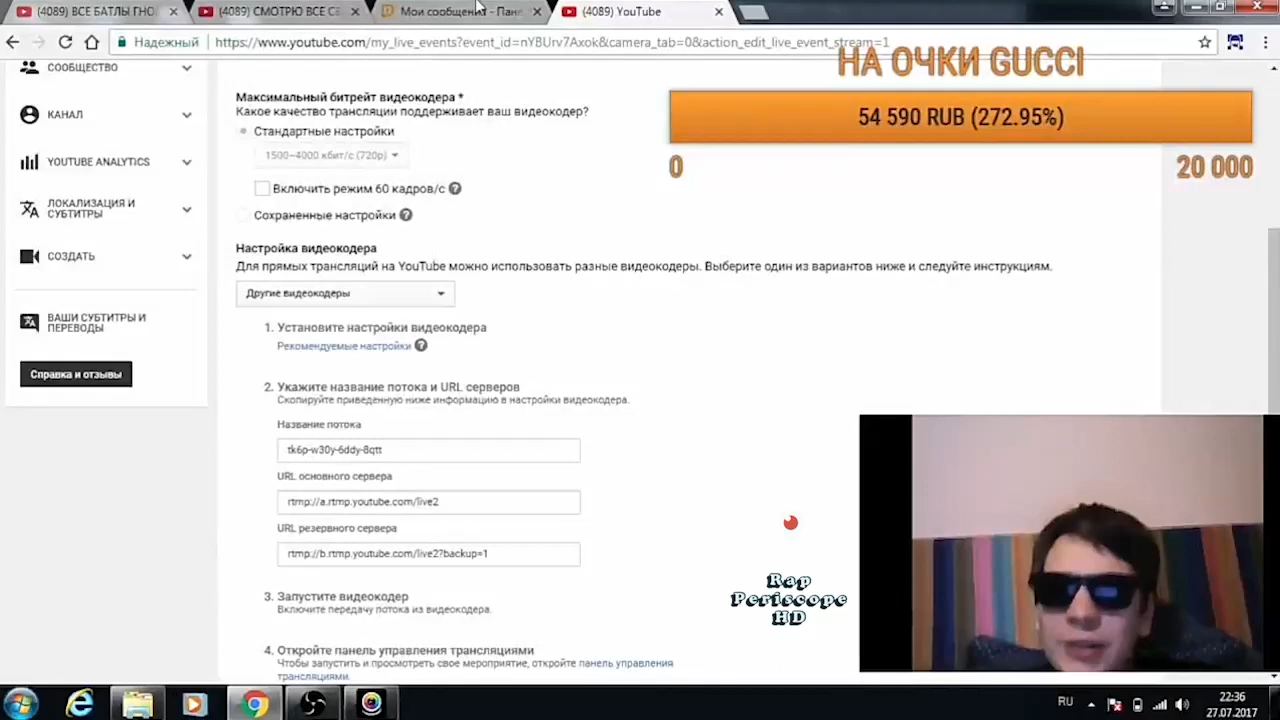 (4089) ВСЕ БАТЛЫ ГНО
(4089) СМОТРЮ ВСЕ СЕ
Мои сообщения - Пане
(4089) YouTube
Надежный
https://www.youtube.com/my_live_events?event_id=nYBUrv7Axok&camera_tab=0&action_edit_live_event_stream=1
НА ОЧКИ GUCCI
54 590 RUB (272.95%)
0
20 000
СООБЩЕСТВО
КАНАЛ
YOUTUBE ANALYTICS
ЛОКАЛИЗАЦИЯ И
СУБТИТРЫ
СОЗДАТЬ
ВАШИ СУБТИТРЫ И
ПЕРЕВОДЫ
Справка и отзывы
Максимальный битрейт видеокодера *
Какое качество трансляции поддерживает ваш видеокодер?
Стандартные настройки
1500–4000 кбит/с (720p)
Включить режим 60 кадров/с ?
Сохраненные настройки ?
Настройка видеокодера
Для прямых трансляций на YouTube можно использовать разные видеокодеры. Выберите один из вариантов ниже и следуйте инструкциям.
Другие видеокодеры
1. Установите настройки видеокодера
Рекомендуемые настройки ?
2. Укажите название потока и URL серверов
Скопируйте приведенную ниже информацию в настройки видеокодера.
Название потока
tk6p-w30y-6ddy-8qtt
URL основного сервера
rtmp://a.rtmp.youtube.com/live2
URL резервного сервера
rtmp://b.rtmp.youtube.com/live2?backup=1
3. Запустите видеокодер
Включите передачу потока из видеокодера.
4. Откройте панель управления трансляциями
Чтобы запустить и просмотреть свое мероприятие, откройте панель управления
трансляциями.
Rap
Periscope
HD
RU
22:36
27.07.2017